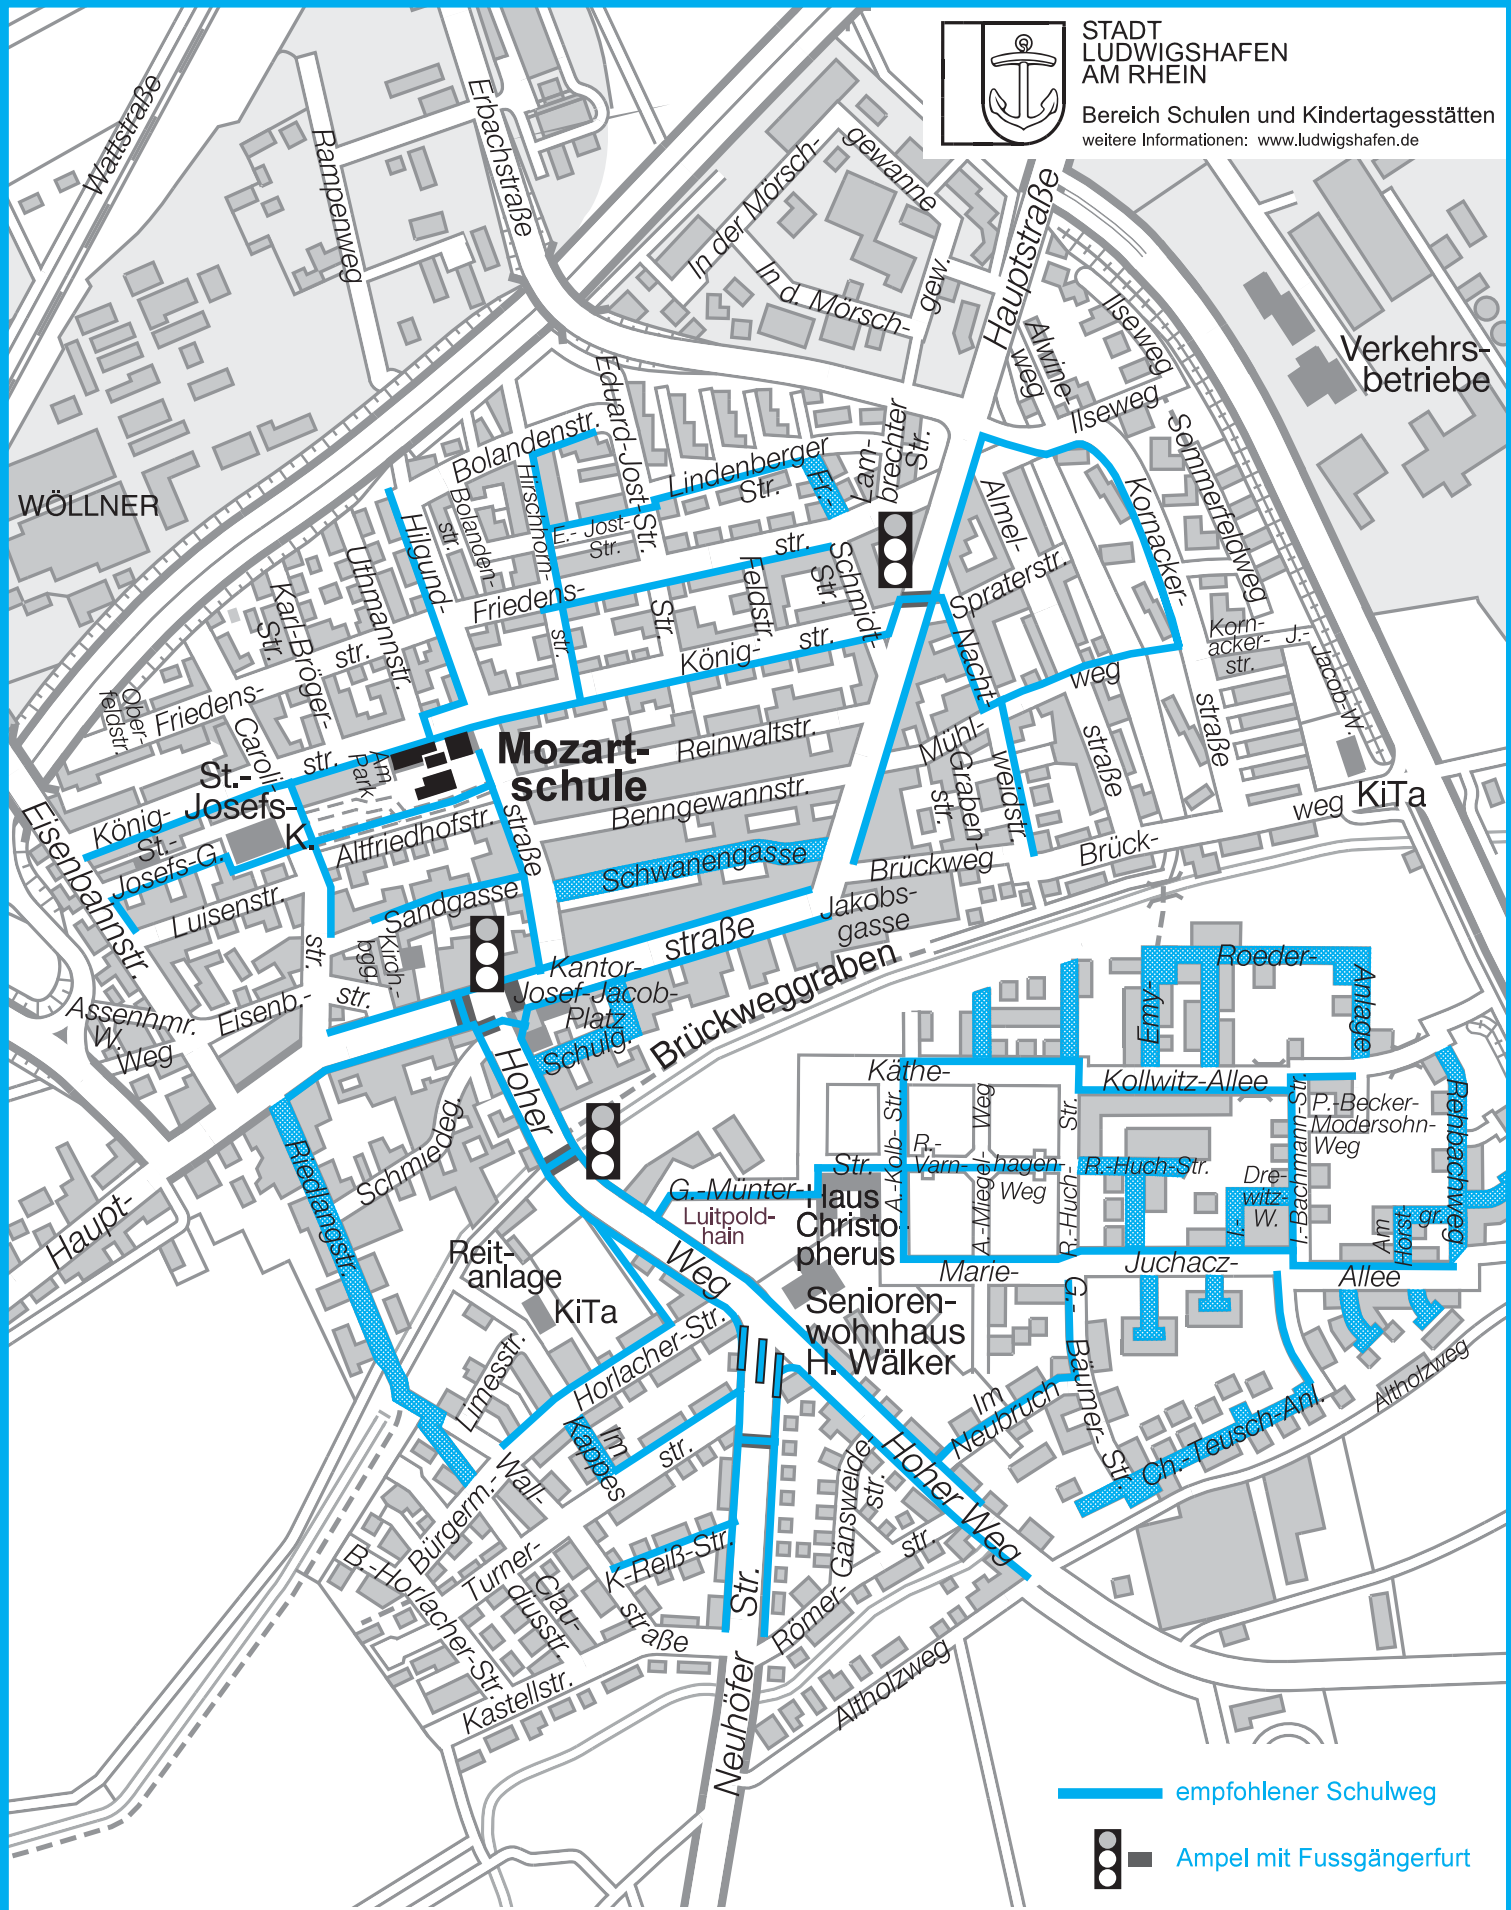 STADT
LUDWIGSHAFEN
AM RHEIN
Bereich Schulen und Kindertagesstätten
weitere Informationen: www.ludwigshafen.de
Wattstraße
Rampenweg
Erbachstraße
In der Mörsch-
gewanne
In d. Mörsch-
gew.
Hauptstraße
Alwine-
weg
Ilseweg
Ilseweg
Verkehrs-
betriebe
WÖLLNER
Bolandenstr.
Eduard-Jost-Str.
Hirschhorn-
str.
Bolanden-
str.
E.- Jost-
Str.
Lindenberger
Str.
Fr.-
Schmidt-
Str.
Lam-
brechter
Str.
Almel-
Kornacker-
Sommerfeldweg
Hilgund-
Uthmannstr.
Karl-Bröger-
Str.
Friedens-
str.
Str.
Feldstr.
Spraterstr.
Nacht-
weidstr.
Korn-
acker-
str.
J.-
Jacob-W.
straße
straße
weg
Friedens-
str.
Ober-
feldstr.
Carolin-
str.
König-
str.
König-
str.
Am
Park
Mozart-
schule
St.-
Josefs-
K.
St.-
Josefs-G.
Altfriedhofstr.
straße
Reinwaltstr.
Benngewannstr.
Schwanengasse
Mühl-
str.
Graben-
Brückweg
Brück-
weg
KiTa
Eisenbahnstr.
Luisenstr.
Sandgasse
Kirch-
bgg.
Jakobs-
gasse
straße
Kantor-
Josef-Jacob-
Platz
Schulg.
Brückweggraben
Assenhmr.
W.
Weg
Eisenb.-
str.
Haupt-
Hoher
Schmiedeg.
Riedlangstr.
Roeder-
Emy-
Anlage
Käthe-
Kollwitz-Allee
A.-Kolb- Str.
R.-
Varn-
hagen-
Weg
A.-Miegel-
Weg
R.-Huch-
Str.
R.-Huch-Str.
Dre-
witz-
W.
I.-
I.-Bachmann-Str.
P.-Becker-
Modersohn-
Weg
Rehbachweg
Am
Horst-
gr.
G.-Münter-
Str.
Luitpold-
hain
Haus
Christo-
pherus
Marie-
Juchacz-
Allee
Weg
Reit-
anlage
KiTa
Senioren-
wohnhaus
H. Wälker
Limesstr.
Horlacher-Str.
Bürgerm.-
Wall-
Im
Kappes
str.
Im
Neubruch
G.-
Bäumer-
Str.
Ch.-Teusch-Anl.
Altholzweg
Hoher Weg
Gänsweide-
str.
Römer-
str.
B.-Horlacher-Str.
Turner-
straße
Clau-
diusstr.
K-Reiß-Str.
Kastellstr.
Neuhöfer
Str.
Altholzweg
empfohlener Schulweg
Ampel mit Fussgängerfurt